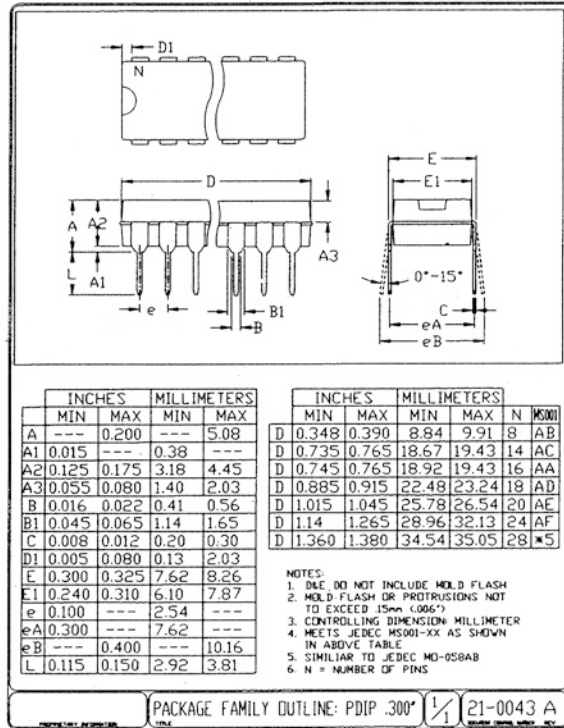 D1
N
D
A
A2
A3
L
A1
e
B1
B
E
E1
0°-15°
C
eA
eB
INCHES MILLIMETERS
MIN MAX MIN MAX
A --- 0.200 --- 5.08
A1 0.015 --- 0.38 ---
A2 0.125 0.175 3.18 4.45
A3 0.055 0.080 1.40 2.03
B 0.016 0.022 0.41 0.56
B1 0.045 0.065 1.14 1.65
C 0.008 0.012 0.20 0.30
D1 0.005 0.080 0.13 2.03
E 0.300 0.325 7.62 8.26
E1 0.240 0.310 6.10 7.87
e 0.100 --- 2.54 ---
eA 0.300 --- 7.62 ---
eB --- 0.400 --- 10.16
L 0.115 0.150 2.92 3.81
INCHES MILLIMETERS
MIN MAX MIN MAX N MS001
D 0.348 0.390 8.84 9.91 8 AB
D 0.735 0.765 18.67 19.43 14 AC
D 0.745 0.765 18.92 19.43 16 AA
D 0.885 0.915 22.48 23.24 18 AD
D 1.015 1.045 25.78 26.54 20 AE
D 1.14 1.265 28.96 32.13 24 AF
D 1.360 1.380 34.54 35.05 28 *5
NOTES:
1. D&E DO NOT INCLUDE MOLD FLASH
2. MOLD FLASH OR PROTRUSIONS NOT
TO EXCEED .15mm (.006")
3. CONTROLLING DIMENSION: MILLIMETER
4. MEETS JEDEC MS001-XX AS SHOWN
IN ABOVE TABLE
5. SIMILIAR TO JEDEC MO-058AB
6. N = NUMBER OF PINS
PROPRIETARY INFORMATION
PACKAGE FAMILY OUTLINE: PDIP .300"
TITLE
1/1
21-0043 A
DOCUMENT CONTROL NUMBER REV